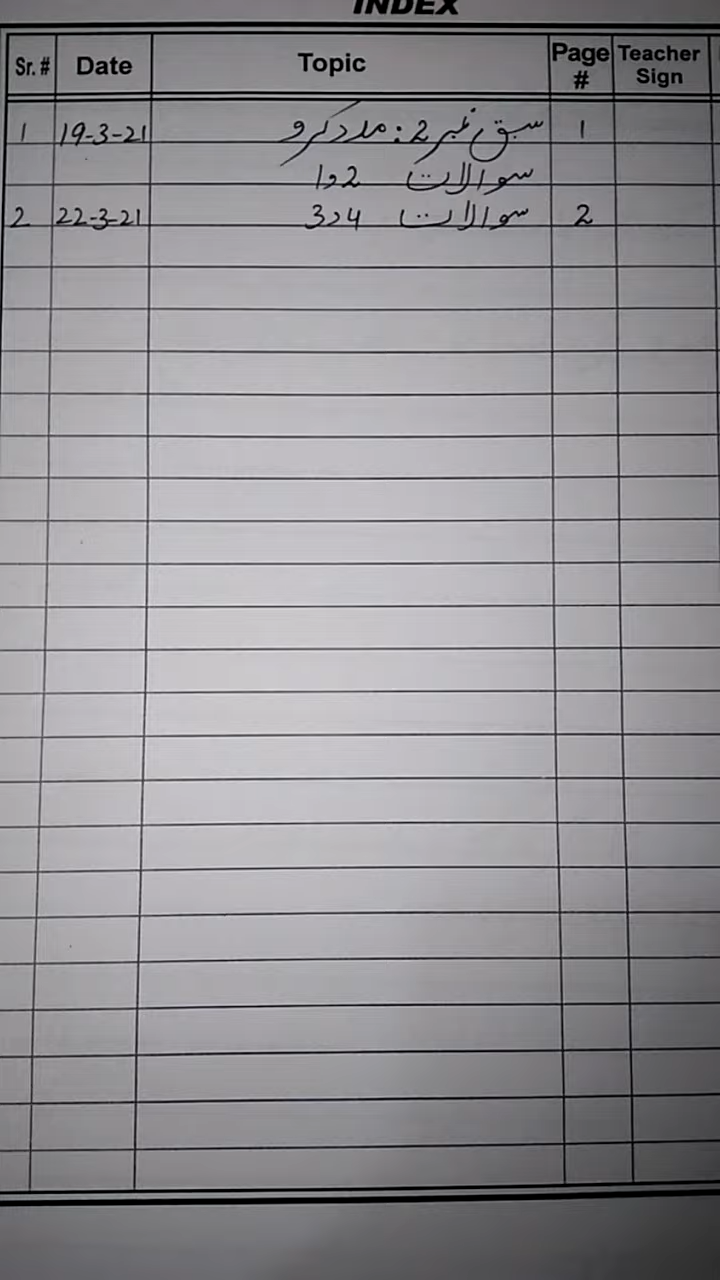 INDEX
Sr. # Date Topic Page # Teacher Sign
1 19-3-21 سبق نمبر 2: مدد کرو 1
سوالات 1،2
2 22-3-21 سوالات 3،4 2